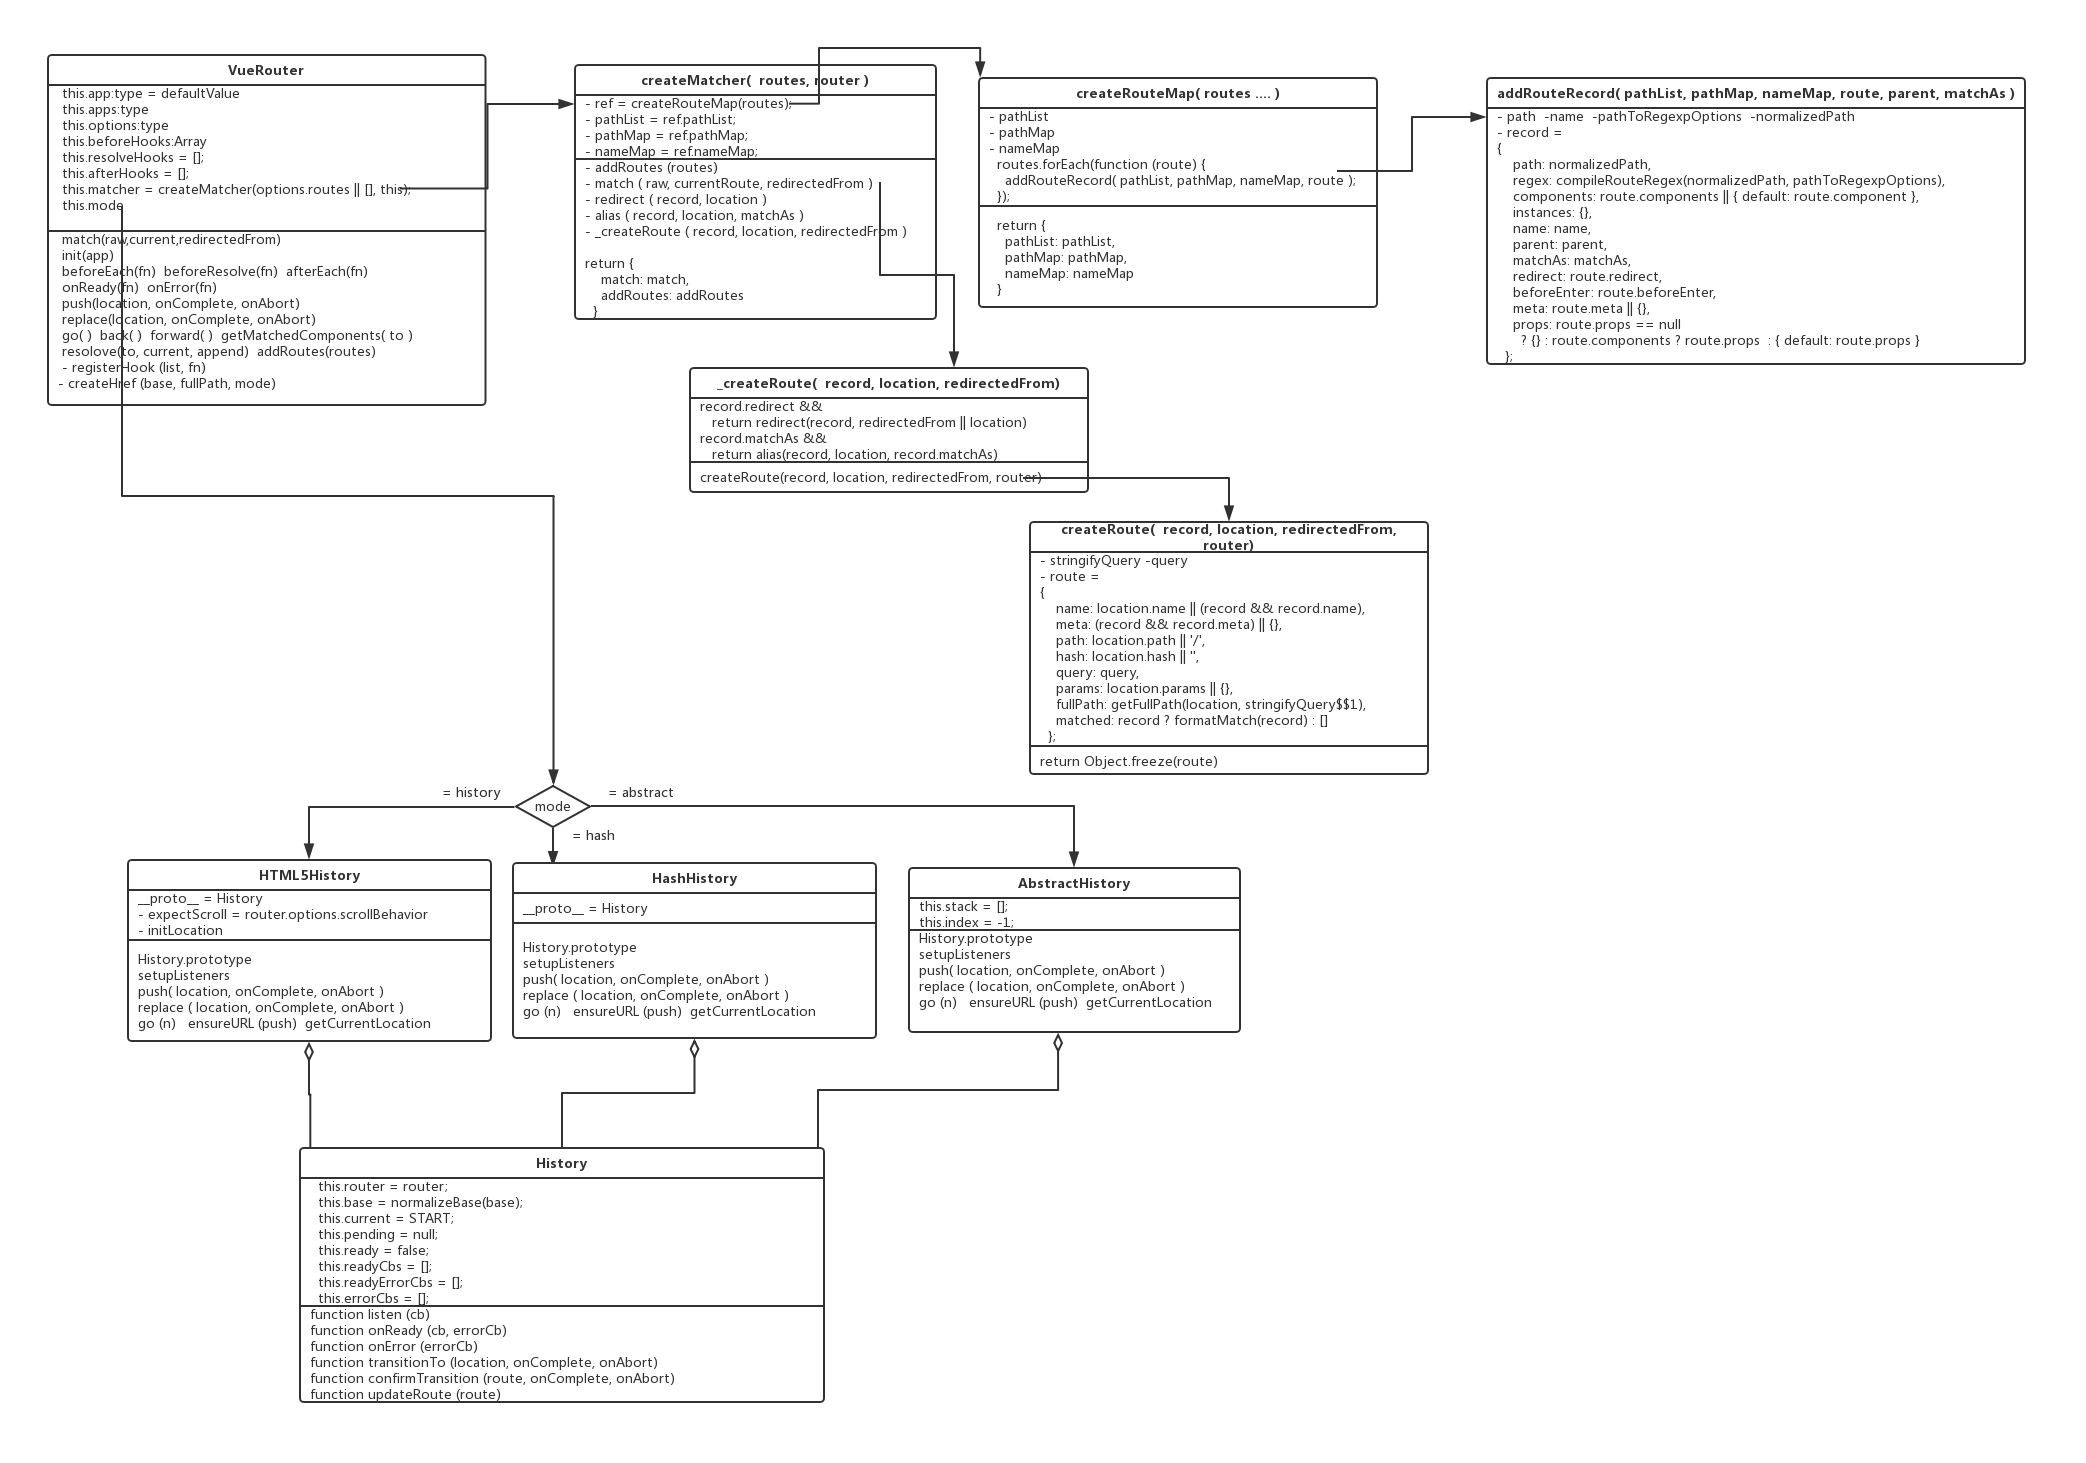 VueRouter
this.app:type = defaultValue
this.apps:type
this.options:type
this.beforeHooks:Array
this.resolveHooks = [];
this.afterHooks = [];
this.matcher = createMatcher(options.routes || [], this);
this.mode
match(raw,current,redirectedFrom)
init(app)
beforeEach(fn)  beforeResolve(fn)  afterEach(fn)
onReady(fn)  onError(fn)
push(location, onComplete, onAbort)
replace(location, onComplete, onAbort)
go( )  back( )  forward( )  getMatchedComponents( to )
resolove(to, current, append)  addRoutes(routes)
- registerHook (list, fn)
- createHref (base, fullPath, mode)
createMatcher(  routes, router )
- ref = createRouteMap(routes);
- pathList = ref.pathList;
- pathMap = ref.pathMap;
- nameMap = ref.nameMap;
- addRoutes (routes)
- match ( raw, currentRoute, redirectedFrom )
- redirect ( record, location )
- alias ( record, location, matchAs )
- _createRoute ( record, location, redirectedFrom )
return {
match: match,
addRoutes: addRoutes
}
createRouteMap( routes .... )
- pathList
- pathMap
- nameMap
routes.forEach(function (route) {
addRouteRecord( pathList, pathMap, nameMap, route );
});
return {
pathList: pathList,
pathMap: pathMap,
nameMap: nameMap
}
addRouteRecord( pathList, pathMap, nameMap, route, parent, matchAs )
- path  -name  -pathToRegexpOptions  -normalizedPath
- record =
{
path: normalizedPath,
regex: compileRouteRegex(normalizedPath, pathToRegexpOptions),
components: route.components || { default: route.component },
instances: {},
name: name,
parent: parent,
matchAs: matchAs,
redirect: route.redirect,
beforeEnter: route.beforeEnter,
meta: route.meta || {},
props: route.props == null
? {} : route.components ? route.props  : { default: route.props }
};
_createRoute(  record, location, redirectedFrom)
record.redirect &&
return redirect(record, redirectedFrom || location)
record.matchAs &&
return alias(record, location, record.matchAs)
createRoute(record, location, redirectedFrom, router)
createRoute(  record, location, redirectedFrom,
router)
- stringifyQuery -query
- route =
{
name: location.name || (record && record.name),
meta: (record && record.meta) || {},
path: location.path || '/',
hash: location.hash || '',
query: query,
params: location.params || {},
fullPath: getFullPath(location, stringifyQuery$$1),
matched: record ? formatMatch(record) : []
};
return Object.freeze(route)
= history
mode
= abstract
= hash
HTML5History
__proto__ = History
- expectScroll = router.options.scrollBehavior
- initLocation
History.prototype
setupListeners
push( location, onComplete, onAbort )
replace ( location, onComplete, onAbort )
go (n)   ensureURL (push)  getCurrentLocation
HashHistory
__proto__ = History
History.prototype
setupListeners
push( location, onComplete, onAbort )
replace ( location, onComplete, onAbort )
go (n)   ensureURL (push)  getCurrentLocation
AbstractHistory
this.stack = [];
this.index = -1;
History.prototype
setupListeners
push( location, onComplete, onAbort )
replace ( location, onComplete, onAbort )
go (n)   ensureURL (push)  getCurrentLocation
History
this.router = router;
this.base = normalizeBase(base);
this.current = START;
this.pending = null;
this.ready = false;
this.readyCbs = [];
this.readyErrorCbs = [];
this.errorCbs = [];
function listen (cb)
function onReady (cb, errorCb)
function onError (errorCb)
function transitionTo (location, onComplete, onAbort)
function confirmTransition (route, onComplete, onAbort)
function updateRoute (route)